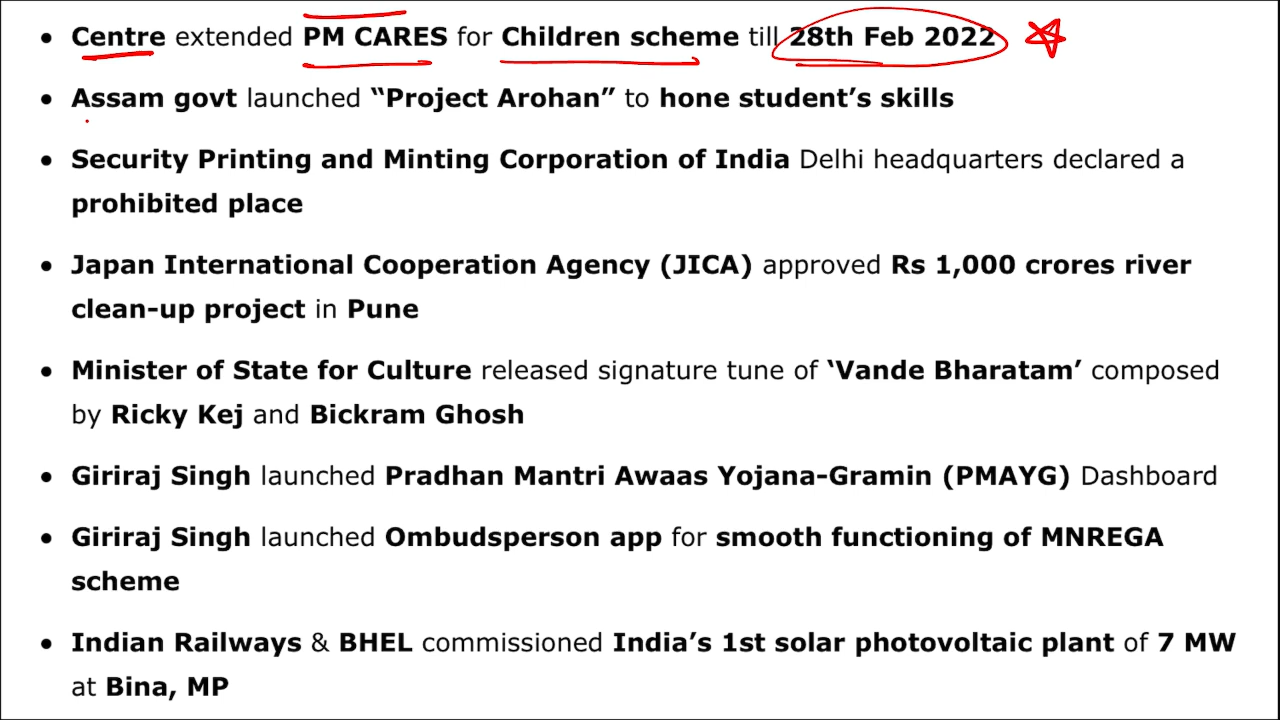 • Centre extended PM CARES for Children scheme till 28th Feb 2022
• Assam govt launched “Project Arohan” to hone student’s skills
• Security Printing and Minting Corporation of India Delhi headquarters declared a
prohibited place
• Japan International Cooperation Agency (JICA) approved Rs 1,000 crores river
clean-up project in Pune
• Minister of State for Culture released signature tune of ‘Vande Bharatam’ composed
by Ricky Kej and Bickram Ghosh
• Giriraj Singh launched Pradhan Mantri Awaas Yojana-Gramin (PMAYG) Dashboard
• Giriraj Singh launched Ombudsperson app for smooth functioning of MNREGA
scheme
• Indian Railways & BHEL commissioned India’s 1st solar photovoltaic plant of 7 MW
at Bina, MP